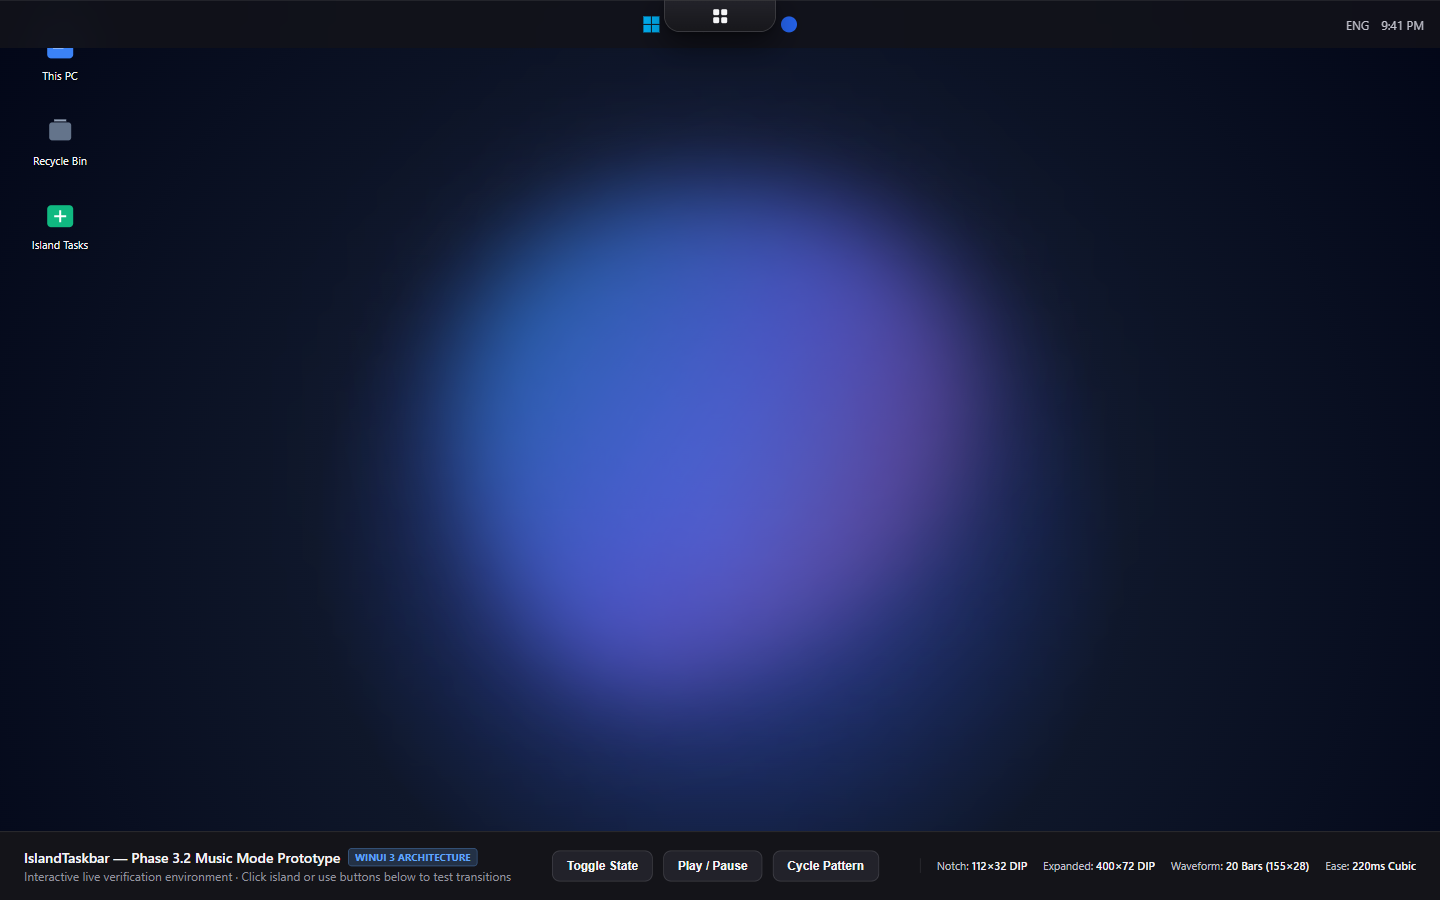 ENG 9:41 PM
This PC
Recycle Bin
Island Tasks
IslandTaskbar — Phase 3.2 Music Mode Prototype WINUI 3 ARCHITECTURE
Interactive live verification environment · Click island or use buttons below to test transitions
Toggle State
Play / Pause
Cycle Pattern
Notch: 112×32 DIP
Expanded: 400×72 DIP
Waveform: 20 Bars (155×28)
Ease: 220ms Cubic